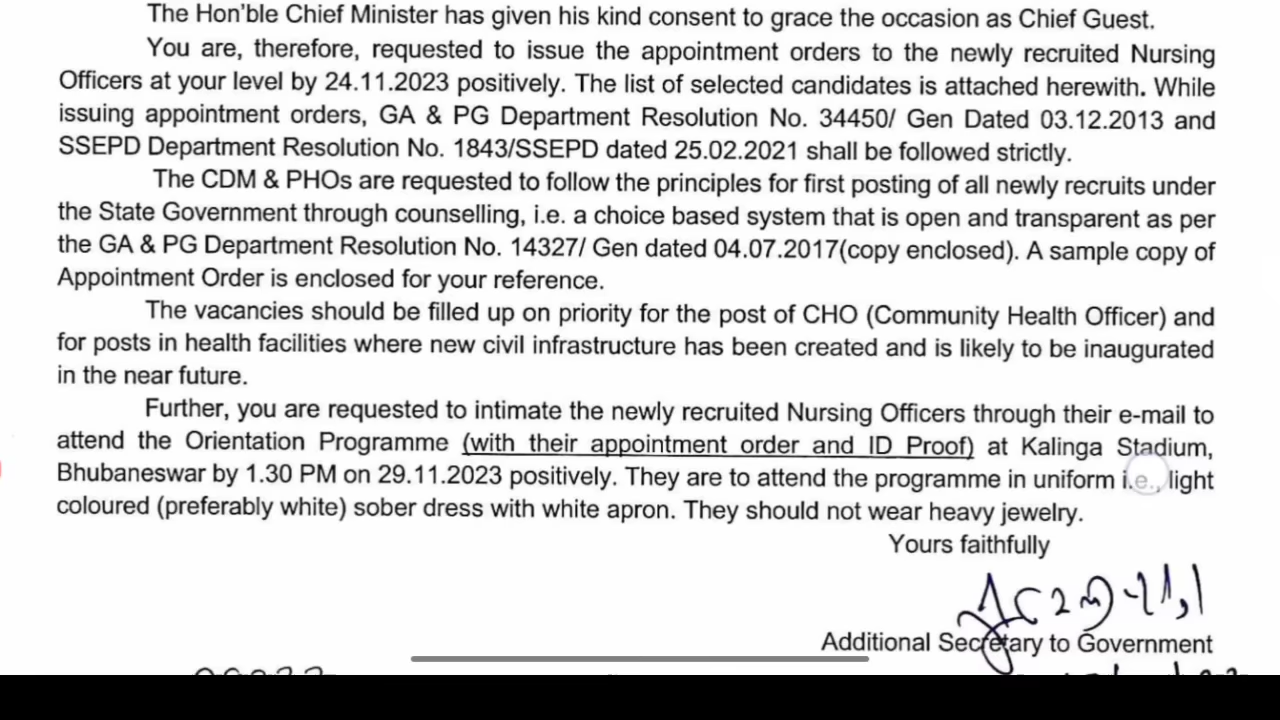 The Hon'ble Chief Minister has given his kind consent to grace the occasion as Chief Guest.
You are, therefore, requested to issue the appointment orders to the newly recruited Nursing
Officers at your level by 24.11.2023 positively. The list of selected candidates is attached herewith. While
issuing appointment orders, GA & PG Department Resolution No. 34450/ Gen Dated 03.12.2013 and
SSEPD Department Resolution No. 1843/SSEPD dated 25.02.2021 shall be followed strictly.
The CDM & PHOs are requested to follow the principles for first posting of all newly recruits under
the State Government through counselling, i.e. a choice based system that is open and transparent as per
the GA & PG Department Resolution No. 14327/ Gen dated 04.07.2017(copy enclosed). A sample copy of
Appointment Order is enclosed for your reference.
The vacancies should be filled up on priority for the post of CHO (Community Health Officer) and
for posts in health facilities where new civil infrastructure has been created and is likely to be inaugurated
in the near future.
Further, you are requested to intimate the newly recruited Nursing Officers through their e-mail to
attend the Orientation Programme (with their appointment order and ID Proof) at Kalinga Stadium,
Bhubaneswar by 1.30 PM on 29.11.2023 positively. They are to attend the programme in uniform i.e., light
coloured (preferably white) sober dress with white apron. They should not wear heavy jewelry.
Yours faithfully
Additional Secretary to Government